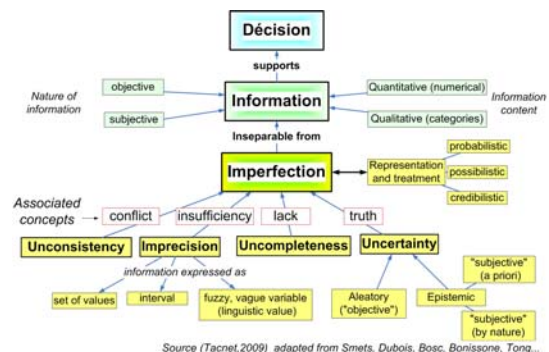 Décision
supports
objective
Quantitative (numerical)
Nature of
information
Information
Information
content
subjective
Qualitative (categories)
Inseparable from
probabilistic
Imperfection
Representation
and treatment
possibilistic
credibilistic
Associated
concepts
conflict
insufficiency
lack
truth
Unconsistency
Imprecision
Uncompleteness
Uncertainty
information expressed as
"subjective"
(a priori)
set of values
interval
fuzzy, vague variable
(linguistic value)
Aleatory
("objective")
Epistemic
"subjective"
(by nature)
Source (Tacnet,2009) adapted from Smets, Dubois, Bosc, Bonissone, Tong...